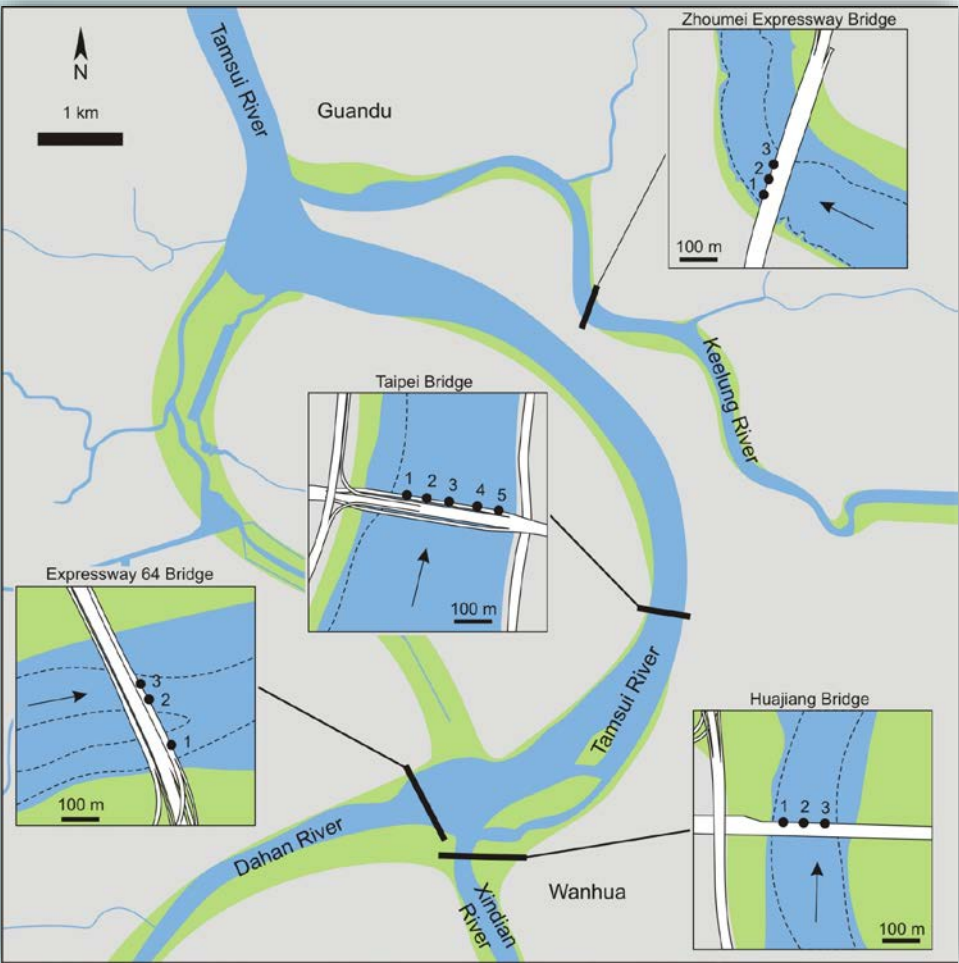 Zhoumei Expressway Bridge
3
2
1
100 m
N
1 km
Tamsui River
Guandu
Keelung River
Taipei Bridge
1 2 3 4 5
100 m
Expressway 64 Bridge
3
2
1
100 m
Tamsui River
Huajiang Bridge
1 2 3
100 m
Dahan River
Xindian
River
Wanhua